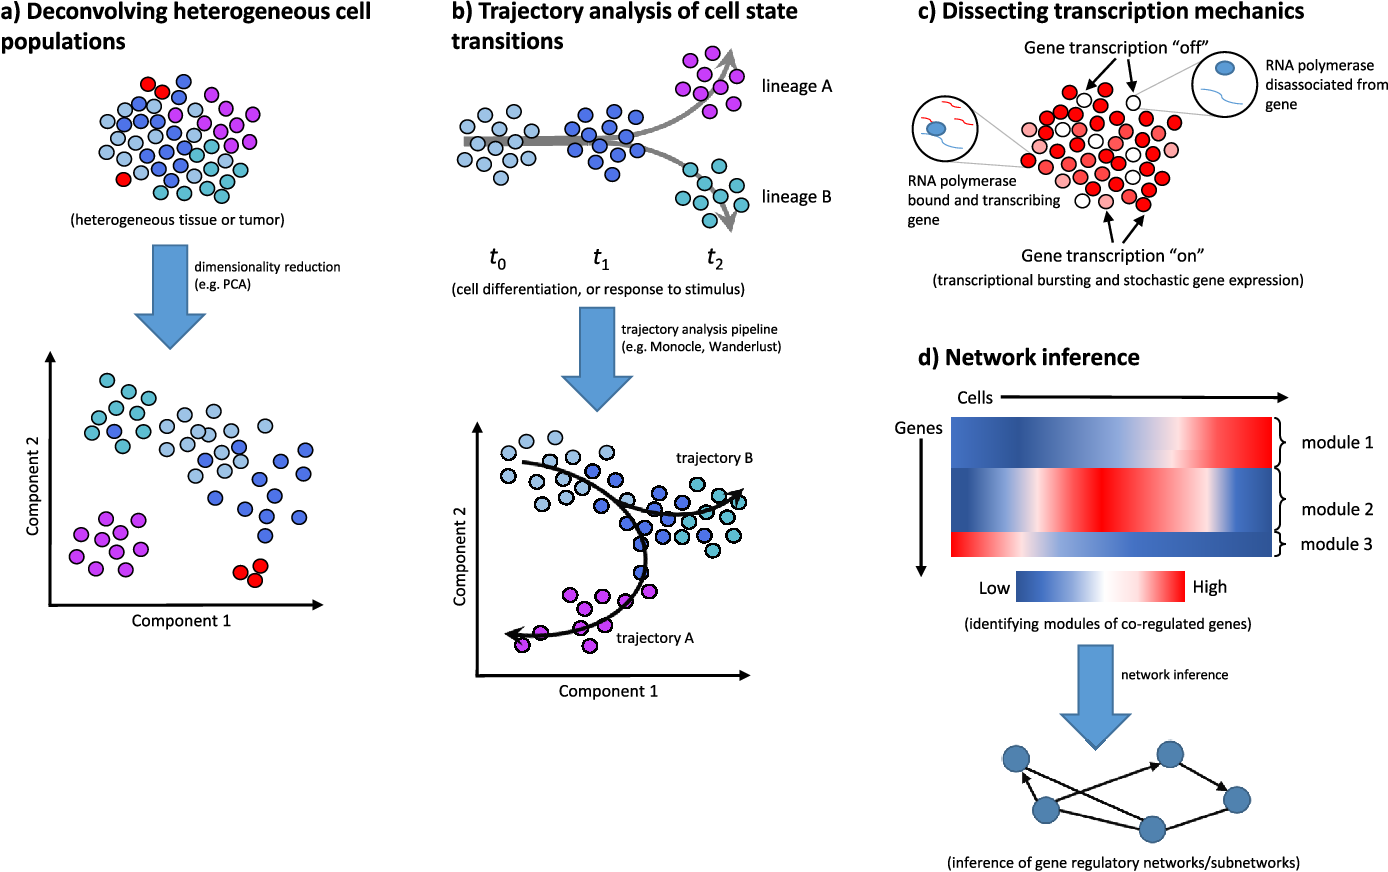 a) Deconvolving heterogeneous cell
populations
(heterogeneous tissue or tumor)
dimensionality reduction
(e.g. PCA)
Component 2
Component 1
b) Trajectory analysis of cell state
transitions
lineage A
lineage B
t0
t1
t2
(cell differentiation, or response to stimulus)
trajectory analysis pipeline
(e.g. Monocle, Wanderlust)
trajectory B
Component 2
trajectory A
Component 1
c) Dissecting transcription mechanics
Gene transcription “off”
RNA polymerase
disassociated from
gene
RNA polymerase
bound and transcribing
gene
Gene transcription “on”
(transcriptional bursting and stochastic gene expression)
d) Network inference
Cells
Genes
module 1
module 2
module 3
Low
High
(identifying modules of co-regulated genes)
network inference
(inference of gene regulatory networks/subnetworks)